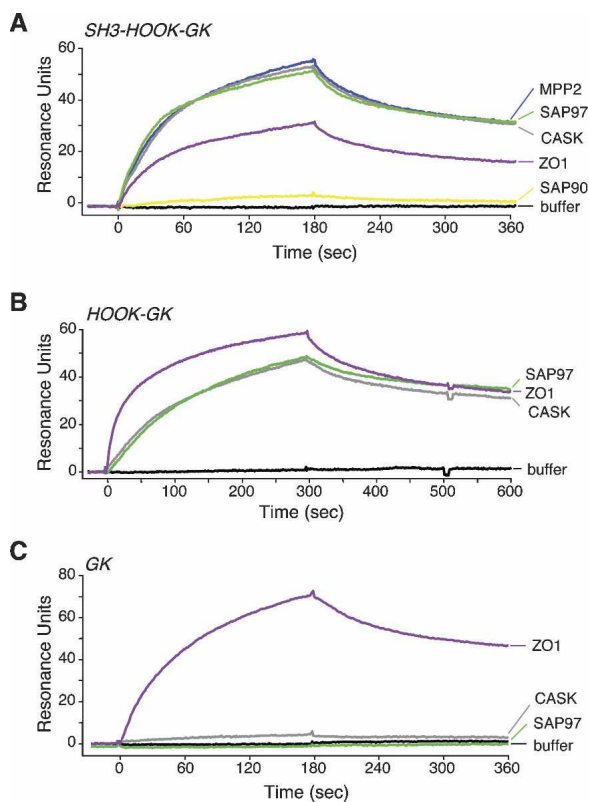 A
SH3-HOOK-GK
60
40
20
0
Resonance Units
MPP2
SAP97
CASK
ZO1
SAP90
buffer
0 60 120 180 240 300 360
Time (sec)
B
HOOK-GK
60
40
20
0
Resonance Units
SAP97
ZO1
CASK
buffer
0 100 200 300 400 500 600
Time (sec)
C
GK
80
60
40
20
0
Resonance Units
ZO1
CASK
SAP97
buffer
0 60 120 180 240 300 360
Time (sec)